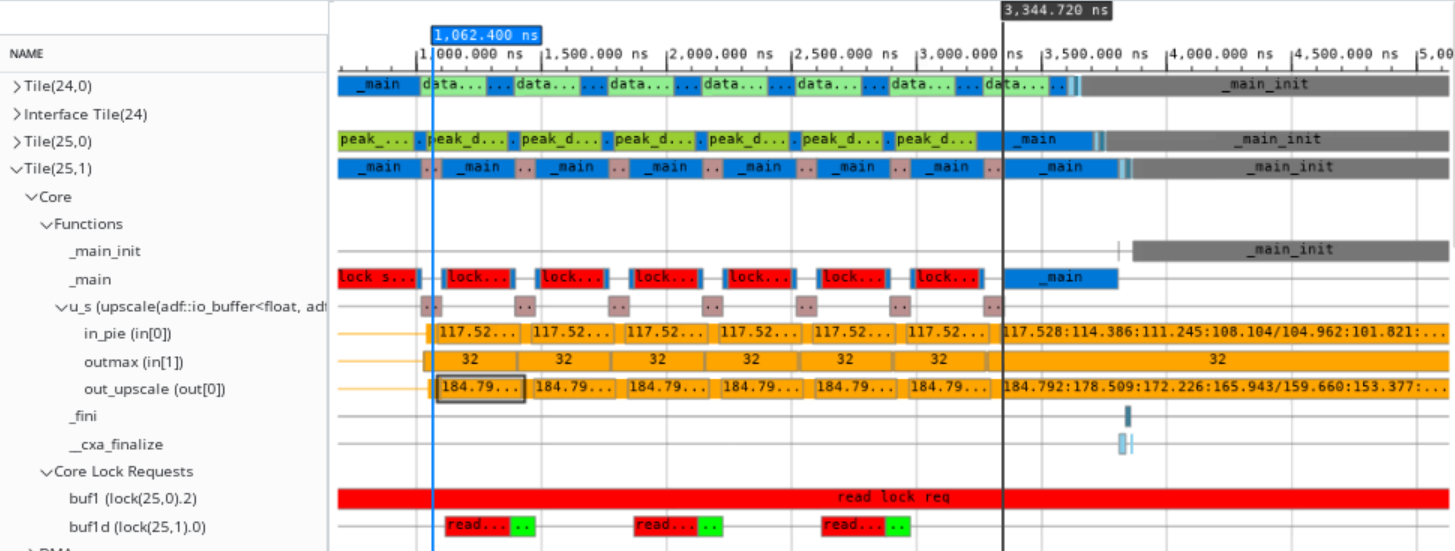 3,344.720 ns
1,062.400 ns
NAME
1,000.000 ns 1,500.000 ns 2,000.000 ns 2,500.000 ns 3,000.000 ns 3,500.000 ns 4,000.000 ns 4,500.000 ns 5,00
Tile(24,0) _main data... ... data... ... data... ... data... ... data... ... data... ... data... .. _main_init
Interface Tile(24)
Tile(25,0) peak_... . peak_d... . peak_d... . peak_d... . peak_d... . peak_d... . peak_d... _main _main_init
Tile(25,1) _main .. _main .. _main .. _main .. _main .. _main .. _main .. _main _main_init
Core
Functions
_main_init _main_init
_main lock s... lock... lock... lock... lock... lock... lock... _main
u_s (upscale(adf::io_buffer<float, adf .. .. .. .. .. .. ..
in_pie (in[0]) 117.52... 117.52... 117.52... 117.52... 117.52... 117.52... 117.528:114.386:111.245:108.104/104.962:101.821:...
outmax (in[1]) 32 32 32 32 32 32 32
out_upscale (out[0]) 184.79... 184.79... 184.79... 184.79... 184.79... 184.79... 184.792:178.509:172.226:165.943/159.660:153.377:...
_fini
__cxa_finalize
Core Lock Requests
buf1 (lock(25,0).2) read lock req
buf1d (lock(25,1).0) read... .. read... .. read... ..